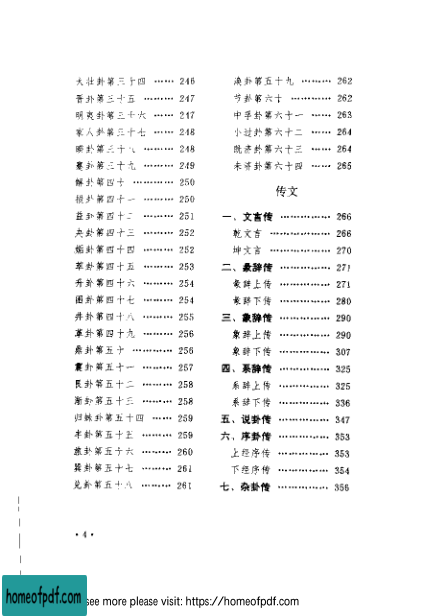 大壮卦第三十四 …… 246
晋卦第三十五 ……… 247
明夷卦第三十六 …… 247
家人卦第三十七 …… 248
睽卦第三十八 ……… 248
蹇卦第三十九 ……… 249
解卦第四十 ………… 250
损卦第四十一 ……… 250
益卦第四十二 ……… 251
夬卦第四十三 ……… 252
姤卦第四十四 ……… 252
萃卦第四十五 ……… 253
升卦第四十六 ……… 254
困卦第四十七 ……… 254
井卦第四十八 ……… 255
革卦第四十九 ……… 256
鼎卦第五十 ………… 256
震卦第五十一 ……… 257
艮卦第五十二 ……… 258
渐卦第五十三 ……… 258
归妹卦第五十四 …… 259
丰卦第五十五 ……… 259
旅卦第五十六 ……… 260
巽卦第五十七 ……… 261
兑卦第五十八 ……… 261
涣卦第五十九 ……… 262
节卦第六十 ………… 262
中孚卦第六十一 …… 263
小过卦第六十二 …… 264
既济卦第六十三 …… 264
未济卦第六十四 …… 265
传文
一、文言传 …………… 266
乾文言 ……………… 266
坤文言 ……………… 270
二、彖辞传 …………… 271
彖辞上传 …………… 271
彖辞下传 …………… 280
三、象辞传 …………… 290
象辞上传 …………… 290
象辞下传 …………… 307
四、系辞传 …………… 325
系辞上传 …………… 325
系辞下传 …………… 336
五、说卦传 …………… 347
六、序卦传 …………… 353
上经序传 …………… 353
下经序传 …………… 354
七、杂卦传 …………… 356
·4·
homeofpdf.com
see more please visit: https://homeofpdf.com